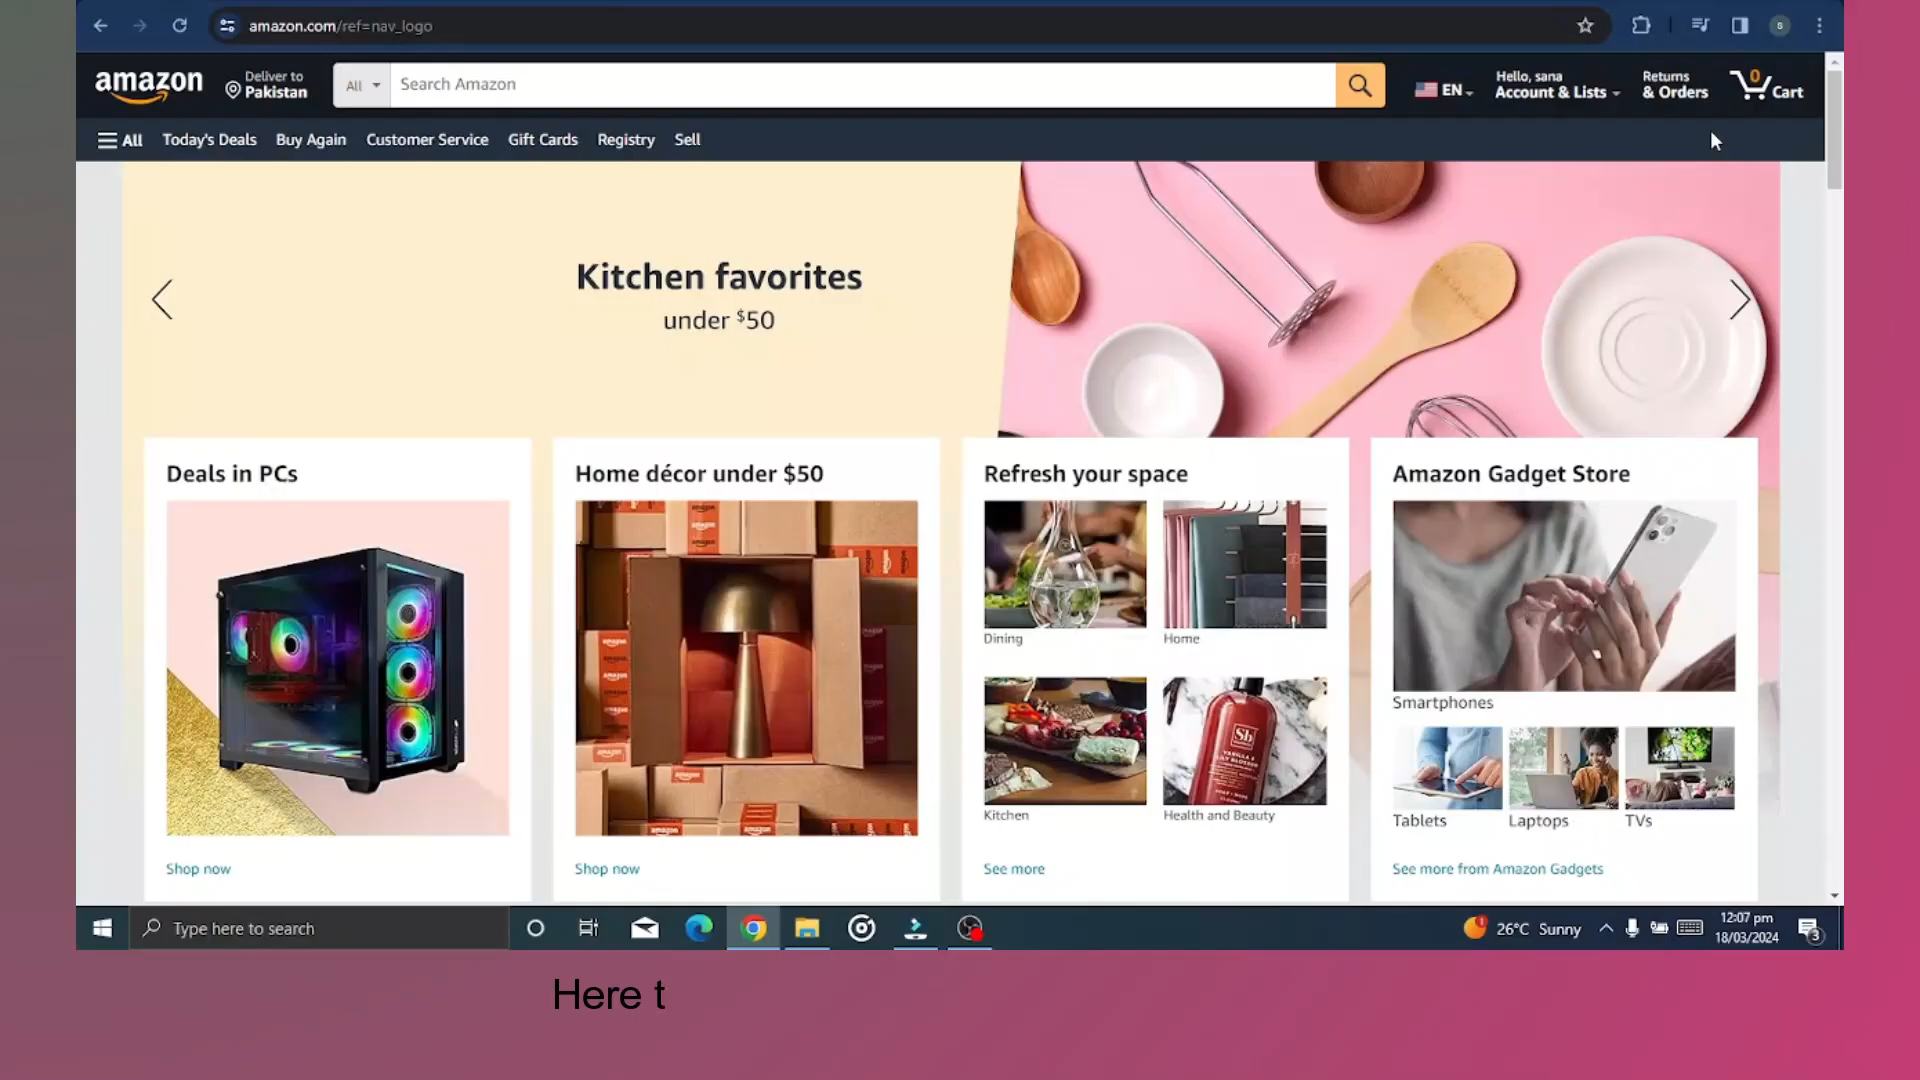 amazon.com/ref=nav_logo
S
amazon
Deliver to
Pakistan
All
Search Amazon
EN
Hello, sana
Account & Lists
Returns
& Orders
0
Cart
All
Today's Deals
Buy Again
Customer Service
Gift Cards
Registry
Sell
Kitchen favorites
under $50
Deals in PCs
Shop now
Home décor under $50
Shop now
Refresh your space
Dining
Home
Kitchen
Health and Beauty
See more
Amazon Gadget Store
Smartphones
Tablets
Laptops
TVs
See more from Amazon Gadgets
Type here to search
26°C Sunny
12:07 pm
18/03/2024
3
Here t